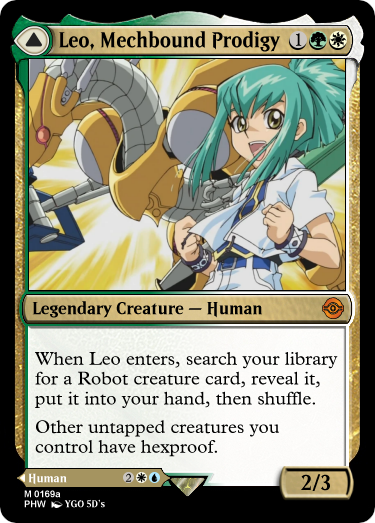 Leo, Mechbound Prodigy 1
Legendary Creature — Human
When Leo enters, search your library
for a Robot creature card, reveal it,
put it into your hand, then shuffle.
Other untapped creatures you
control have hexproof.
Human 2
2/3
M 0169a
PHW YGO 5D's